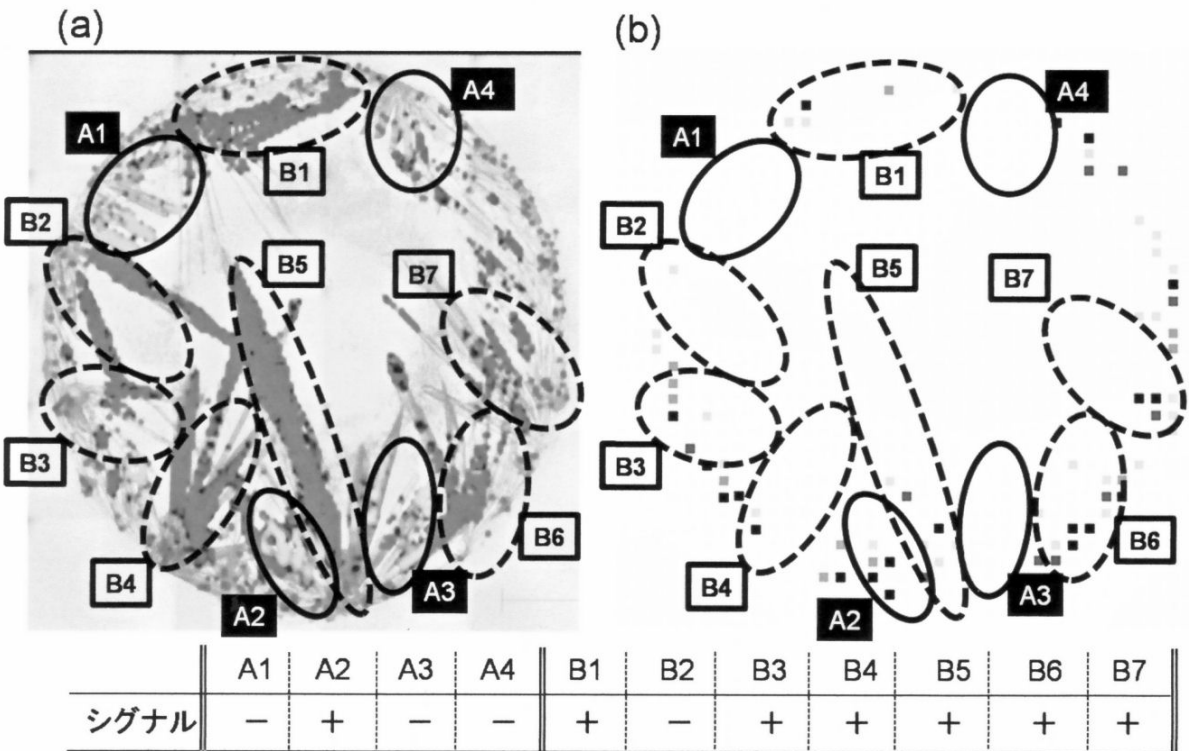 (a) (b)
A4 A4
A1 A1
B1 B1
B2 B2
B5 B7 B5 B7
B3 B3
B6 B6
B4 B4
A2 A3 A2 A3
A1 A2 A3 A4 B1 B2 B3 B4 B5 B6 B7
シグナル − + − − + − + + + + +